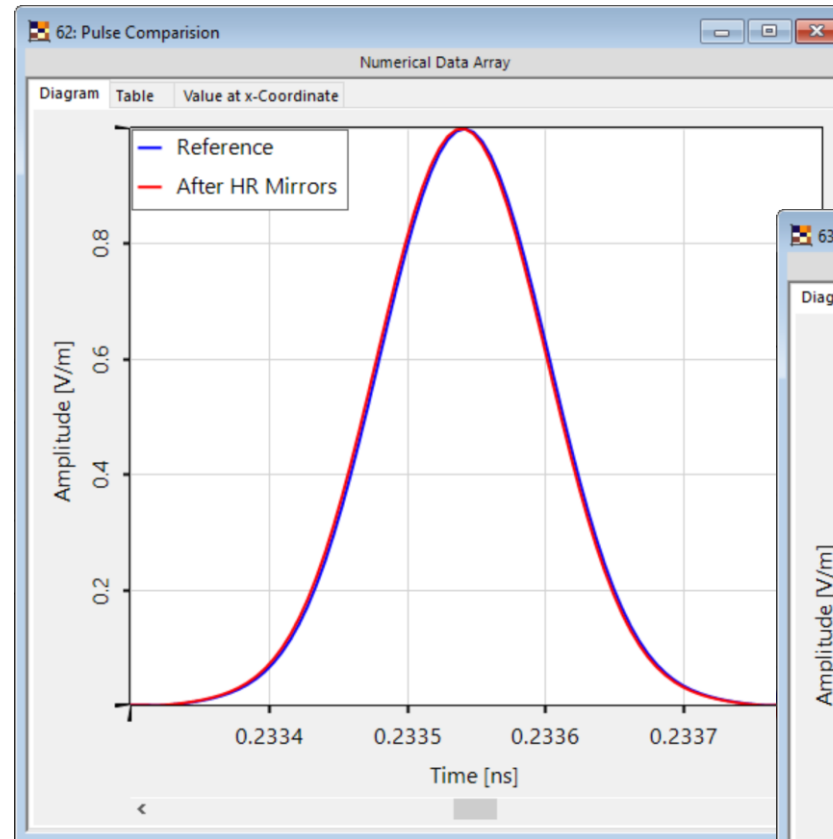 62: Pulse Comparision
Numerical Data Array
Diagram Table Value at x-Coordinate
Reference
After HR Mirrors
0.8
0.6
0.4
0.2
Amplitude [V/m]
0.2334 0.2335 0.2336 0.2337
Time [ns]
63
Diag
Amplitude [V/m]